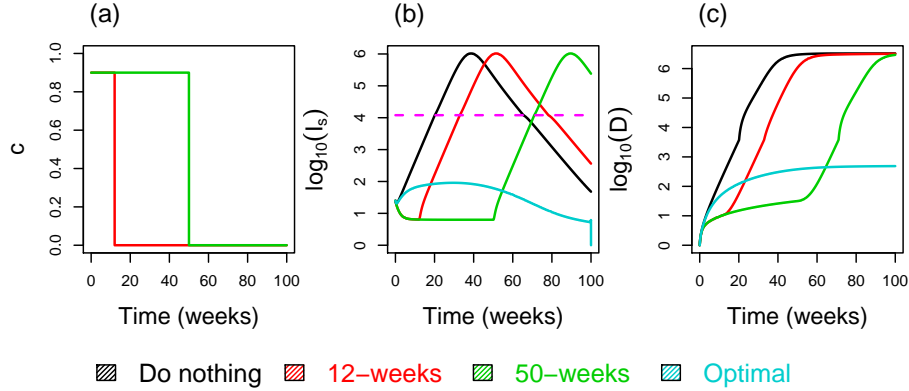 (a) (b) (c)
c
0.0 0.2 0.4 0.6 0.8 1.0
0 20 40 60 80 100
Time (weeks)
log10(Is)
0 1 2 3 4 5 6
0 20 40 60 80 100
Time (weeks)
log10(D)
0 1 2 3 4 5 6
0 20 40 60 80 100
Time (weeks)
Do nothing 12−weeks 50−weeks Optimal